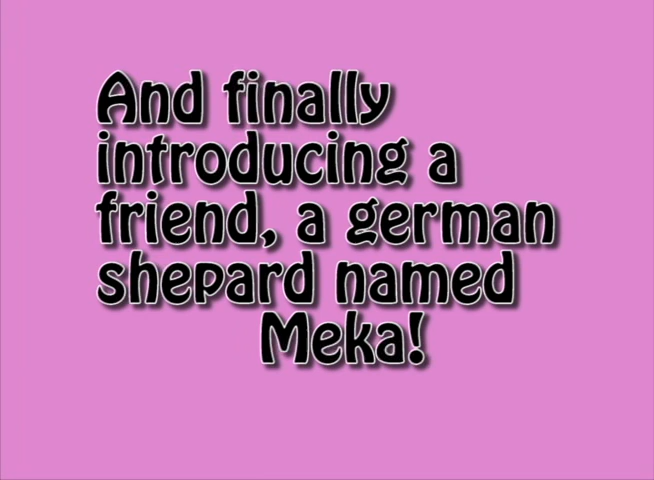 And finally
introducing a
friend, a german
shepard named
Meka!